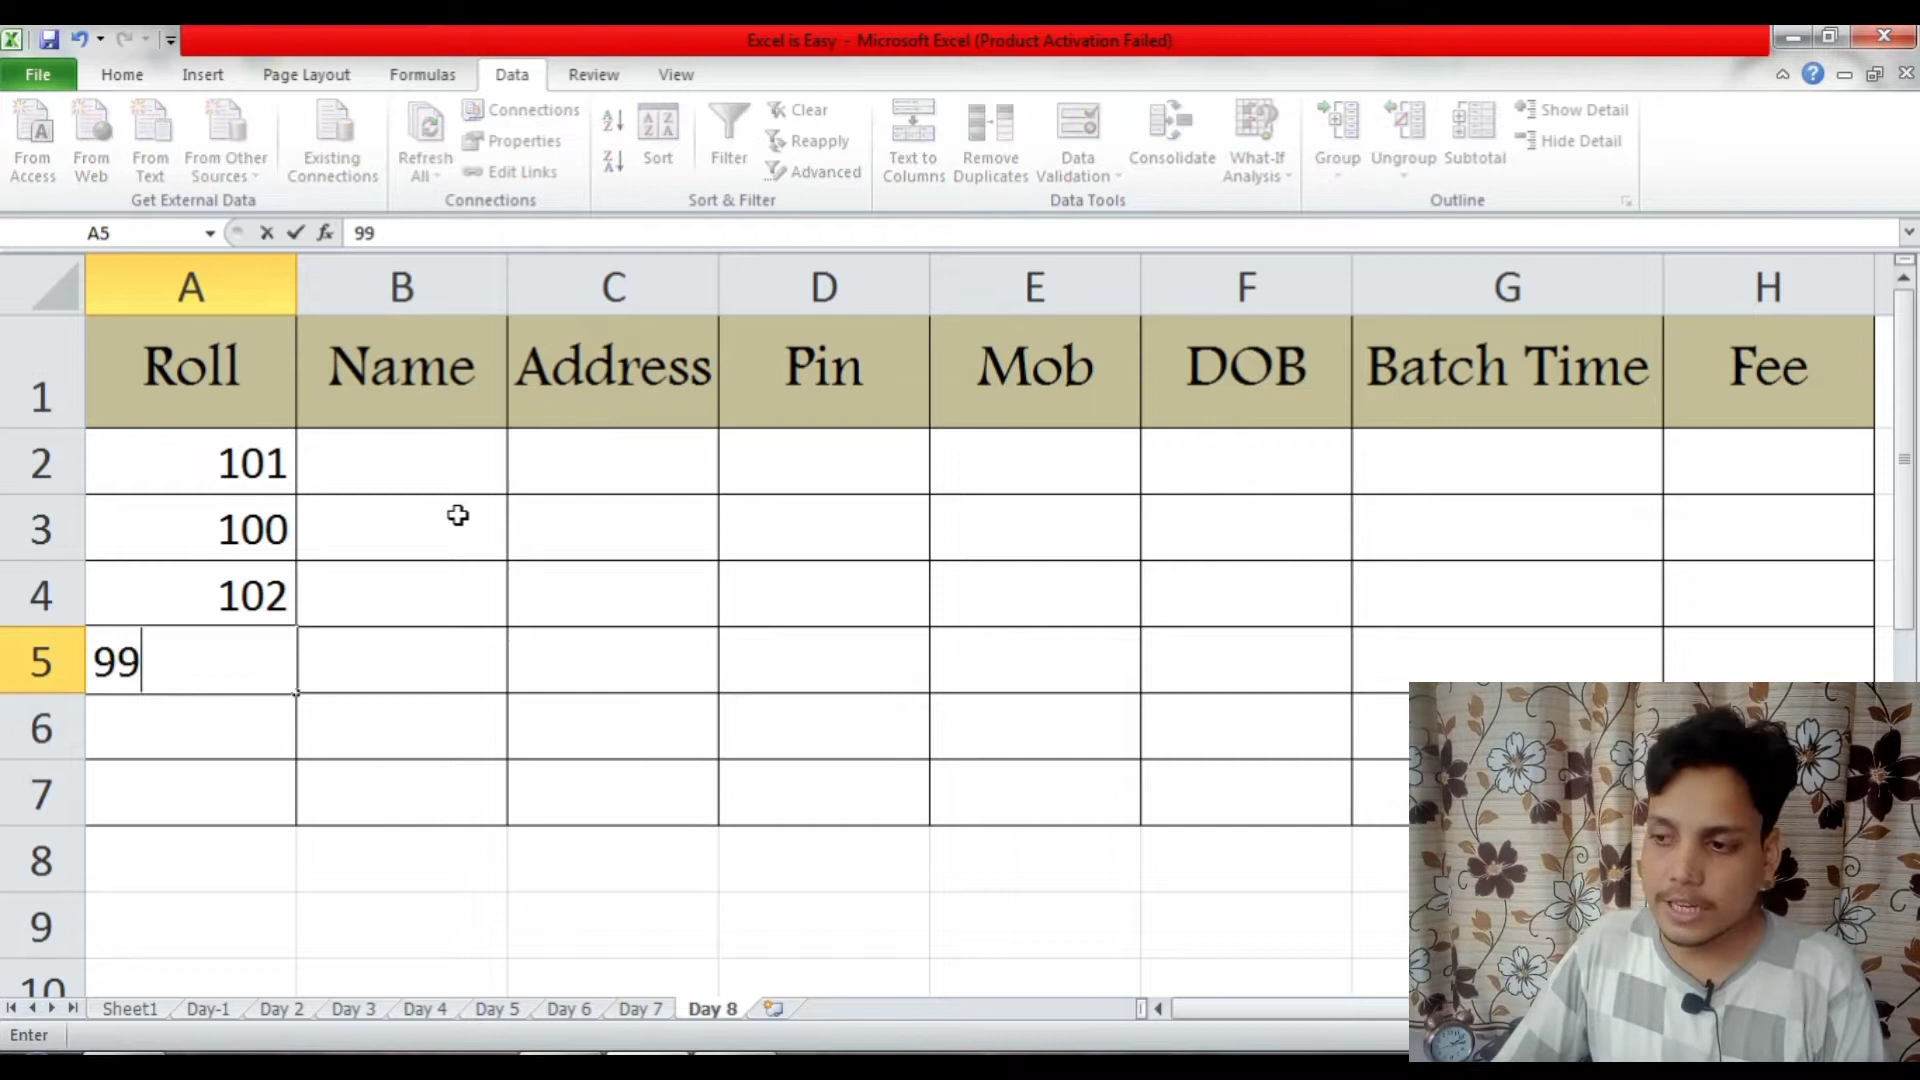 Excel is Easy - Microsoft Excel (Product Activation Failed)
File Home Insert Page Layout Formulas Data Review View
From Access
From Web
From Text
From Other Sources
Existing Connections
Get External Data
Refresh All
Connections
Properties
Edit Links
Connections
Sort
Filter
Clear
Reapply
Advanced
Sort & Filter
Text to Columns
Remove Duplicates
Data Validation
Consolidate
What-If Analysis
Data Tools
Group
Ungroup
Subtotal
Show Detail
Hide Detail
Outline
A5 fx 99
A B C D E F G H
1 Roll Name Address Pin Mob DOB Batch Time Fee
2 101
3 100
4 102
5 99
6
7
8
9
10
Sheet1 Day-1 Day 2 Day 3 Day 4 Day 5 Day 6 Day 7 Day 8
Enter